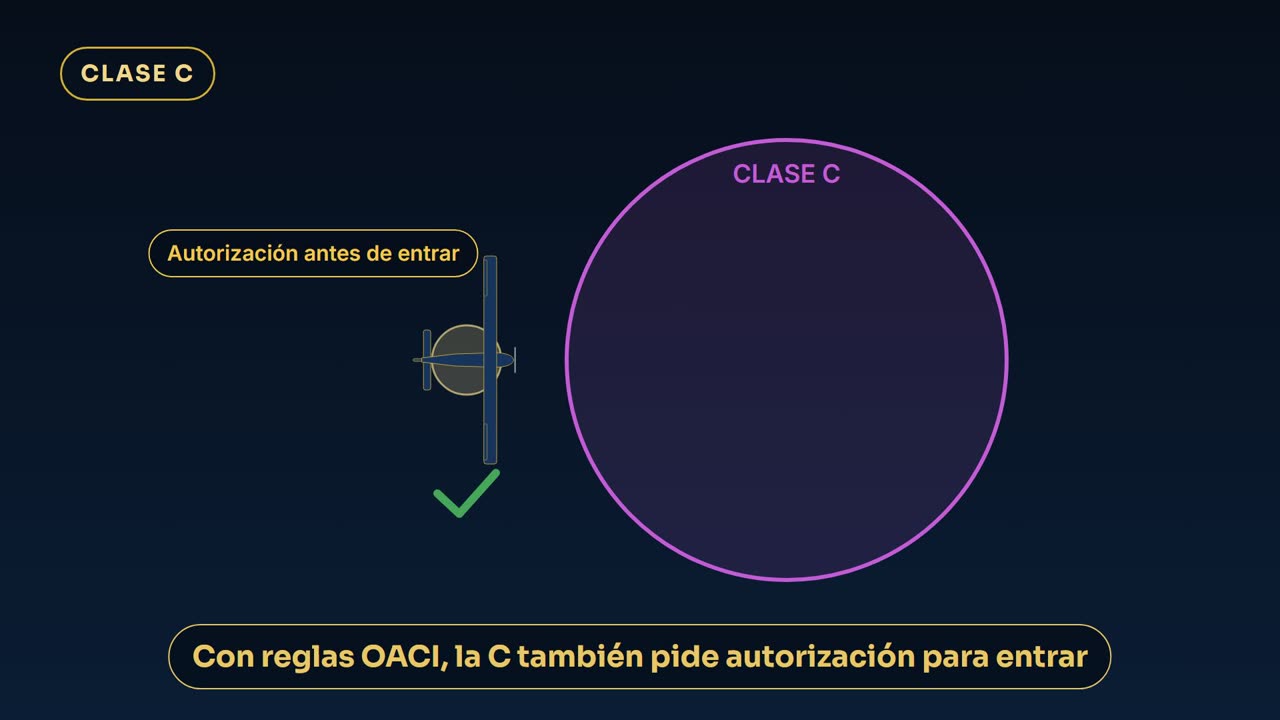 CLASE C
CLASE C
Autorización antes de entrar
Con reglas OACI, la C también pide autorización para entrar